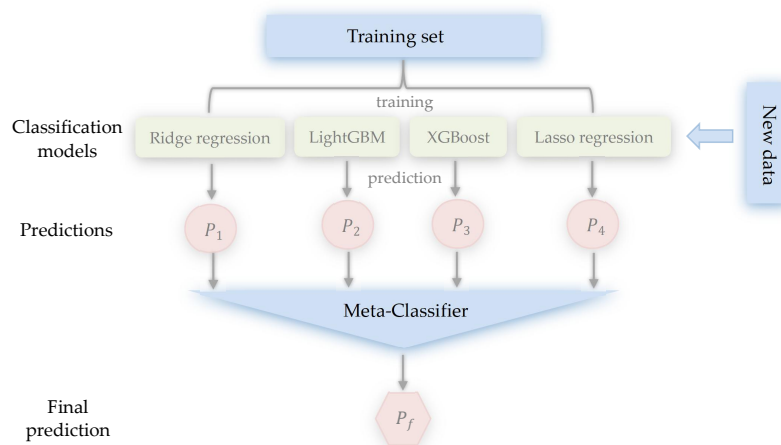 Training set
training
Classification
models
Ridge regression
LightGBM
XGBoost
Lasso regression
New data
prediction
Predictions
P₁
P₂
P₃
P₄
Meta-Classifier
Final
prediction
P_f